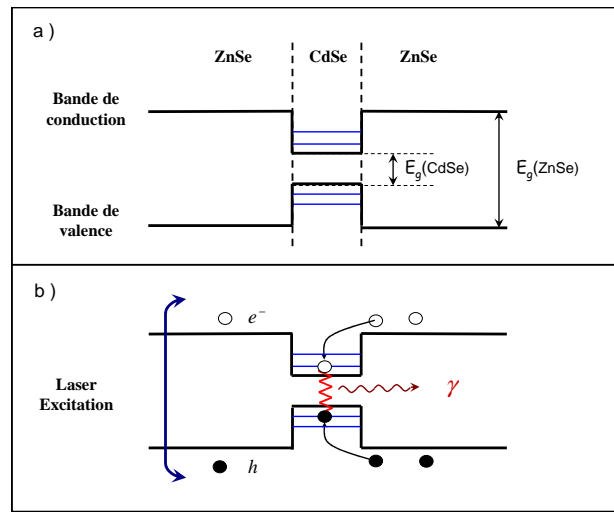 a )
ZnSe CdSe ZnSe
Bande de
conduction
E_g(CdSe) E_g(ZnSe)
Bande de
valence
b )
e⁻
Laser
Excitation
γ
h